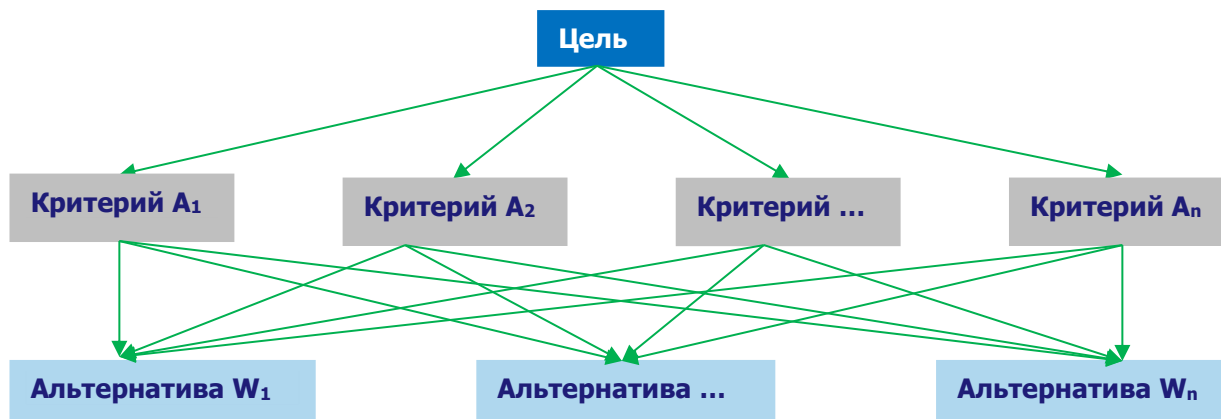 Цель
Критерий A₁
Критерий A₂
Критерий ...
Критерий Aₙ
Альтернатива W₁
Альтернатива ...
Альтернатива Wₙ